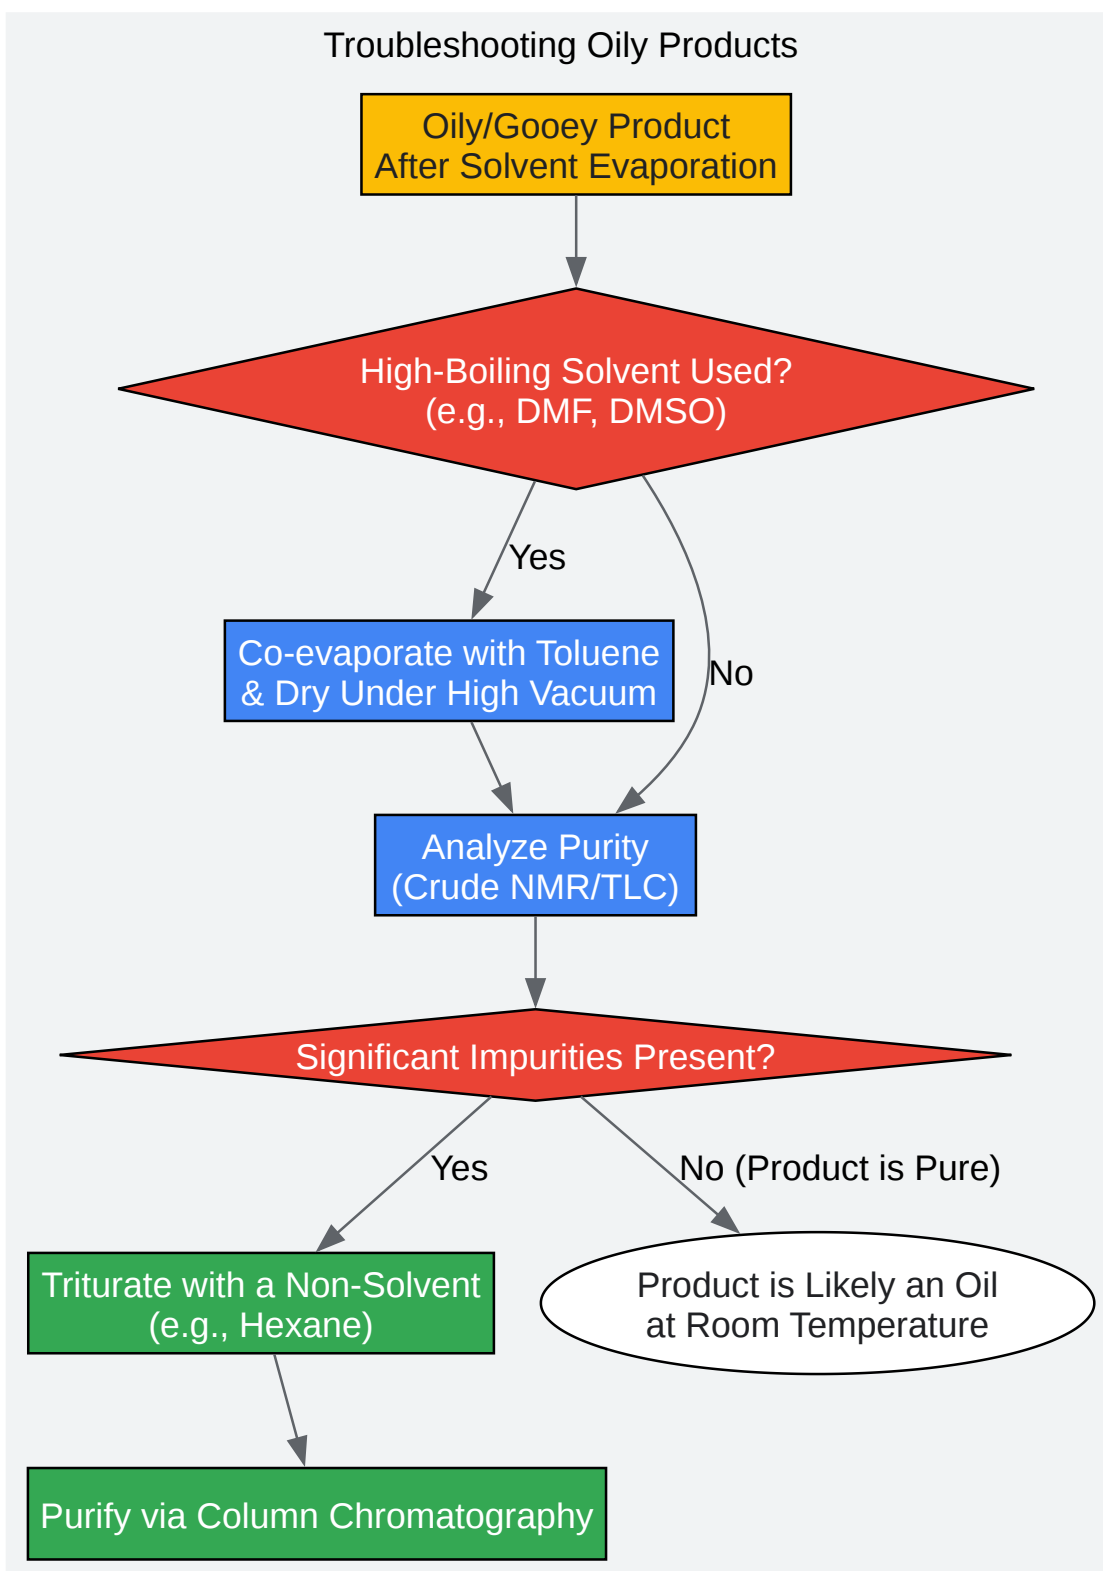 Troubleshooting Oily Products
Oily/Gooey Product
After Solvent Evaporation
High-Boiling Solvent Used?
(e.g., DMF, DMSO)
Yes
Co-evaporate with Toluene
& Dry Under High Vacuum
No
Analyze Purity
(Crude NMR/TLC)
Significant Impurities Present?
Yes
No (Product is Pure)
Triturate with a Non-Solvent
(e.g., Hexane)
Product is Likely an Oil
at Room Temperature
Purify via Column Chromatography